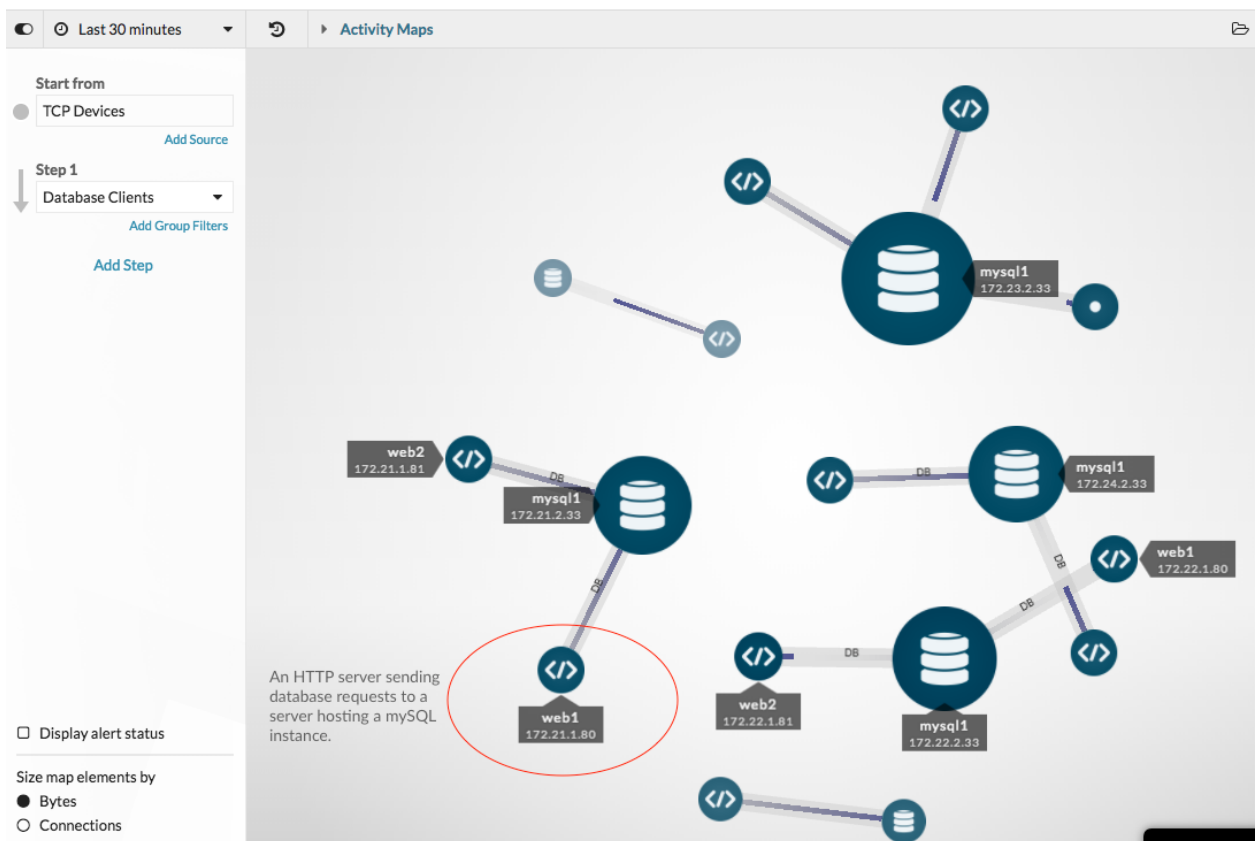 Last 30 minutes
Activity Maps
Start from
TCP Devices
Add Source
Step 1
Database Clients
Add Group Filters
Add Step
mysql1
172.23.2.33
web2
172.21.1.81
DB
mysql1
172.21.2.33
DB
DB
mysql1
172.24.2.33
DB
web1
172.22.1.80
DB
DB
An HTTP server sending
database requests to a
server hosting a mySQL
instance.
web1
172.21.1.80
web2
172.22.1.81
mysql1
172.22.2.33
Display alert status
Size map elements by
Bytes
Connections